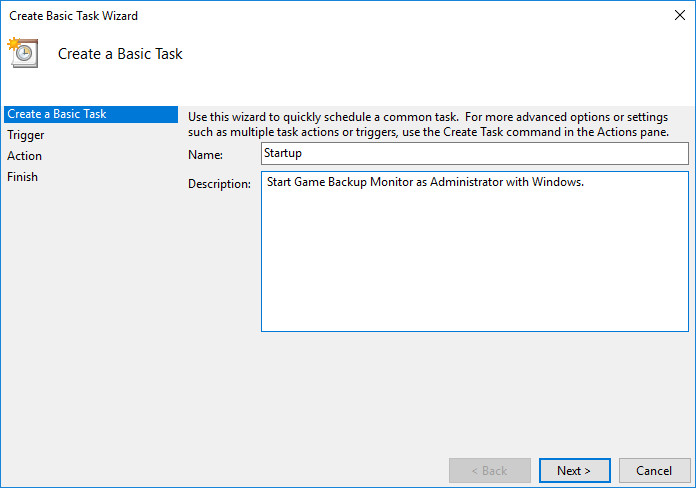 Create Basic Task Wizard
Create a Basic Task
Create a Basic Task
Trigger
Action
Finish
Use this wizard to quickly schedule a common task.  For more advanced options or settings
such as multiple task actions or triggers, use the Create Task command in the Actions pane.
Name:
Startup
Description:
Start Game Backup Monitor as Administrator with Windows.
< Back
Next >
Cancel